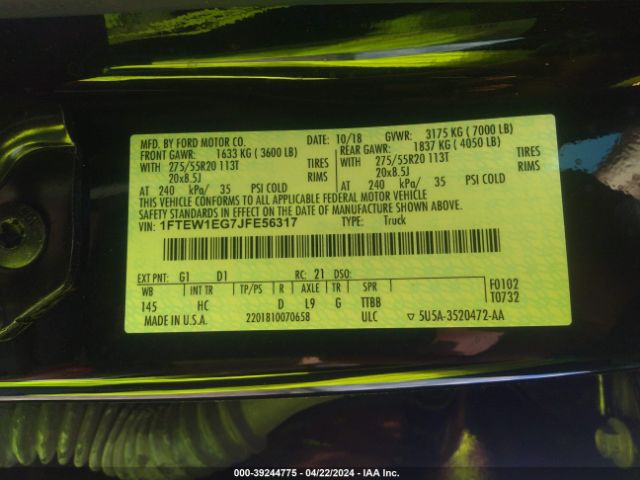 MFD. BY FORD MOTOR CO. DATE: 10/18 GVWR: 3175 KG ( 7000 LB)
FRONT GAWR: 1633 KG ( 3600 LB) REAR GAWR: 1837 KG ( 4050 LB)
WITH 275/55R20 113T TIRES WITH 275/55R20 113T TIRES
20x8.5J RIMS 20x8.5J RIMS
AT 240 kPa/ 35 PSI COLD AT 240 kPa/ 35 PSI COLD
THIS VEHICLE CONFORMS TO ALL APPLICABLE FEDERAL MOTOR VEHICLE
SAFETY STANDARDS IN EFFECT ON THE DATE OF MANUFACTURE SHOWN ABOVE.
VIN: 1FTEW1EG7JFE56317 TYPE: Truck
EXT PNT: G1 D1 RC: 21 DSO: F0102
WB INT TR TP/PS R AXLE TR SPR T0732
145 HC D L9 G TTBB
MADE IN U.S.A. 2201810070658 ULC ▽ 5U5A-3520472-AA
000-39244775 - 04/22/2024 - IAA Inc.